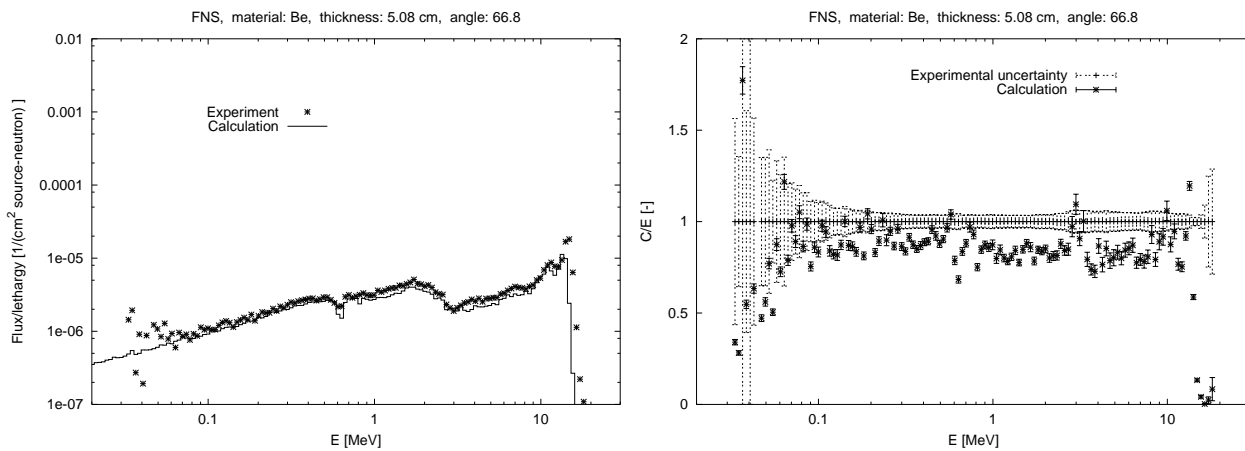 FNS, material: Be, thickness: 5.08 cm, angle: 66.8
0.01
0.001
0.0001
1e-05
1e-06
1e-07
Flux/lethargy [1/(cm² source-neutron) ]
Experiment
Calculation
0.1 1 10
E [MeV]
FNS, material: Be, thickness: 5.08 cm, angle: 66.8
2
1.5
1
0.5
0
C/E [-]
Experimental uncertainty
Calculation
0.1 1 10
E [MeV]